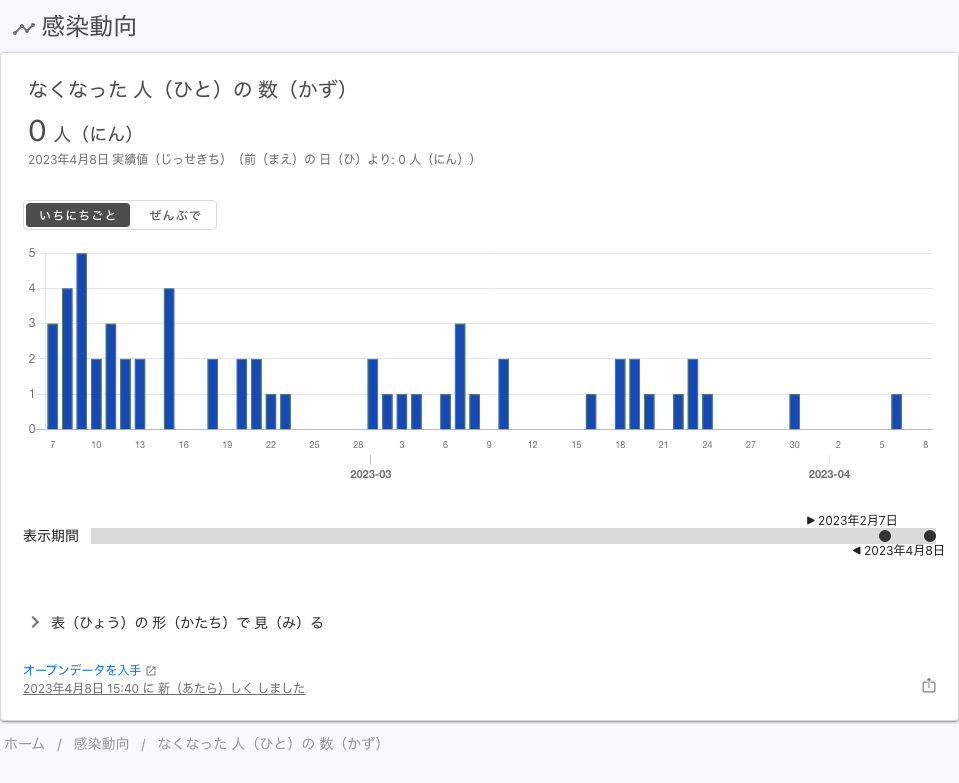 感染動向
なくなった 人（ひと）の 数（かず）
0 人（にん）
2023年4月8日 実績値（じっせきち）（前（まえ）の 日（ひ）より: 0 人（にん））
いちにちごと ぜんぶで
5
4
3
2
1
0
7 10 13 16 19 22 25 28 3 6 9 12 15 18 21 24 27 30 2 5 8
2023-03 2023-04
▶ 2023年2月7日
表示期間
◀ 2023年4月8日
表（ひょう）の 形（かたち）で 見（み）る
オープンデータを入手
2023年4月8日 15:40 に 新（あたら）しく しました
ホーム / 感染動向 / なくなった 人（ひと）の 数（かず）